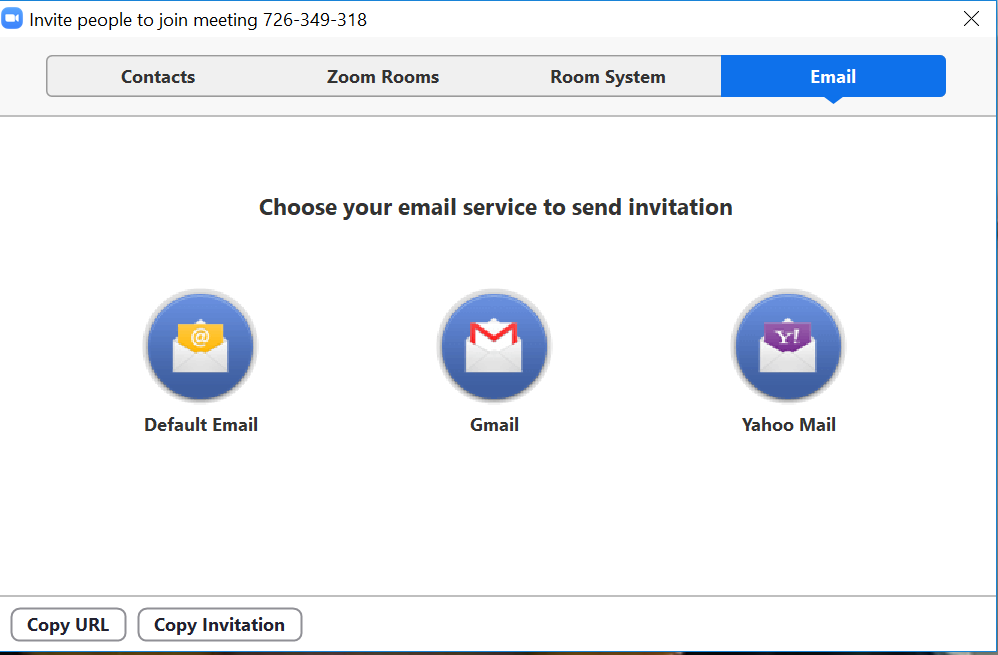 Invite people to join meeting 726-349-318
Contacts Zoom Rooms Room System Email
Choose your email service to send invitation
@ Y!
Default Email Gmail Yahoo Mail
Copy URL Copy Invitation